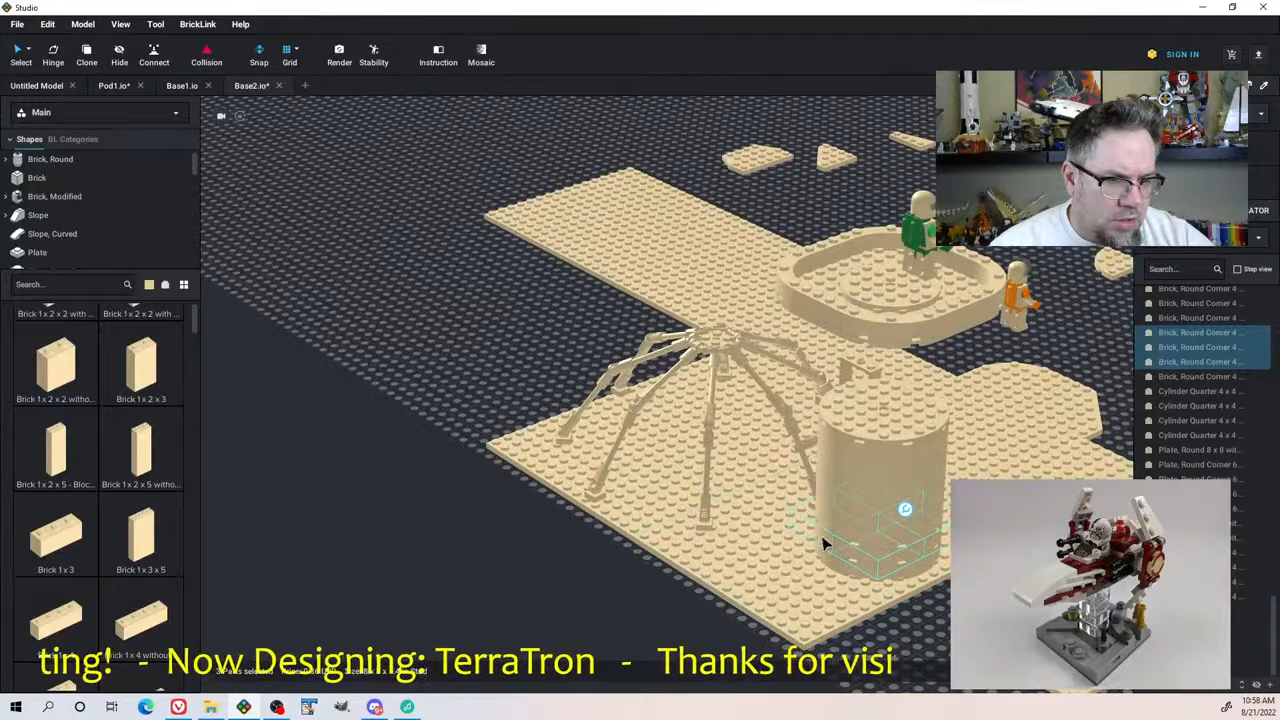 Studio
File Edit Model View Tool BrickLink Help
Select Hinge Clone Hide Connect Collision Snap Grid Render Stability Instruction Mosaic
SIGN IN
Untitled Model Pod1.io* Base1.io Base2.io*
Main
Shapes BL Categories
Brick, Round
Brick
Brick, Modified
Slope
Slope, Curved
Plate
Search...
Search... Step view
Brick 1 x 2 x 2 with ... Brick 1 x 2 x 2 with ...
Brick 1 x 2 x 2 witho... Brick 1 x 2 x 3
Brick 1 x 2 x 5 - Bloc... Brick 1 x 2 x 5 witho...
Brick 1 x 3 Brick 1 x 3 x 5
Brick 1 x 4 without...
Brick, Round Corner 4 ...
Brick, Round Corner 4 ...
Brick, Round Corner 4 ...
Brick, Round Corner 4 ...
Brick, Round Corner 4 ...
Brick, Round Corner 4 ...
Brick, Round Corner 4 ...
Cylinder Quarter 4 x 4 ...
Cylinder Quarter 4 x 4 ...
Cylinder Quarter 4 x 4 ...
Cylinder Quarter 4 x 4 ...
Plate, Round 8 x 8 wit...
Plate, Round Corner 6...
ting! - Now Designing: TerraTron - Thanks for visi
10:58 AM
8/21/2022